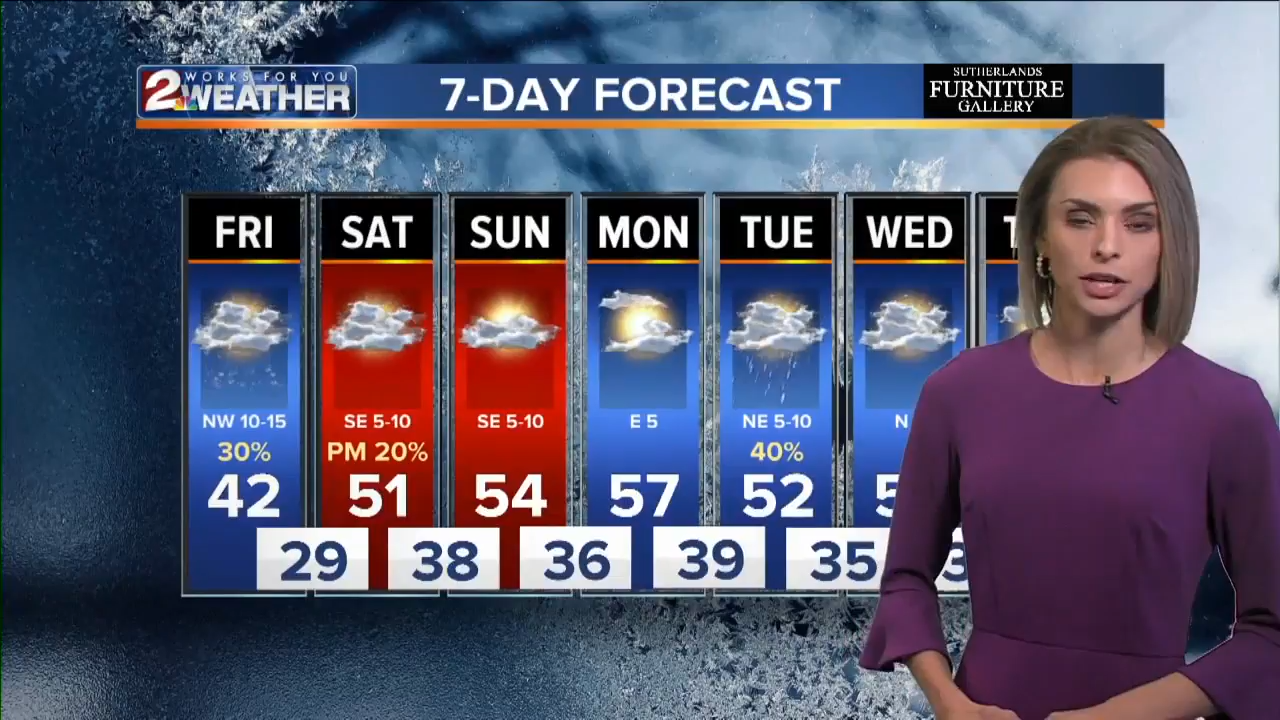 2 WORKS FOR YOU
WEATHER
7-DAY FORECAST
SUTHERLANDS
FURNITURE
GALLERY
FRI SAT SUN MON TUE WED
NW 10-15 SE 5-10 SE 5-10 E 5 NE 5-10 N
30% PM 20% 40%
42 51 54 57 52 5
29 38 36 39 35 3